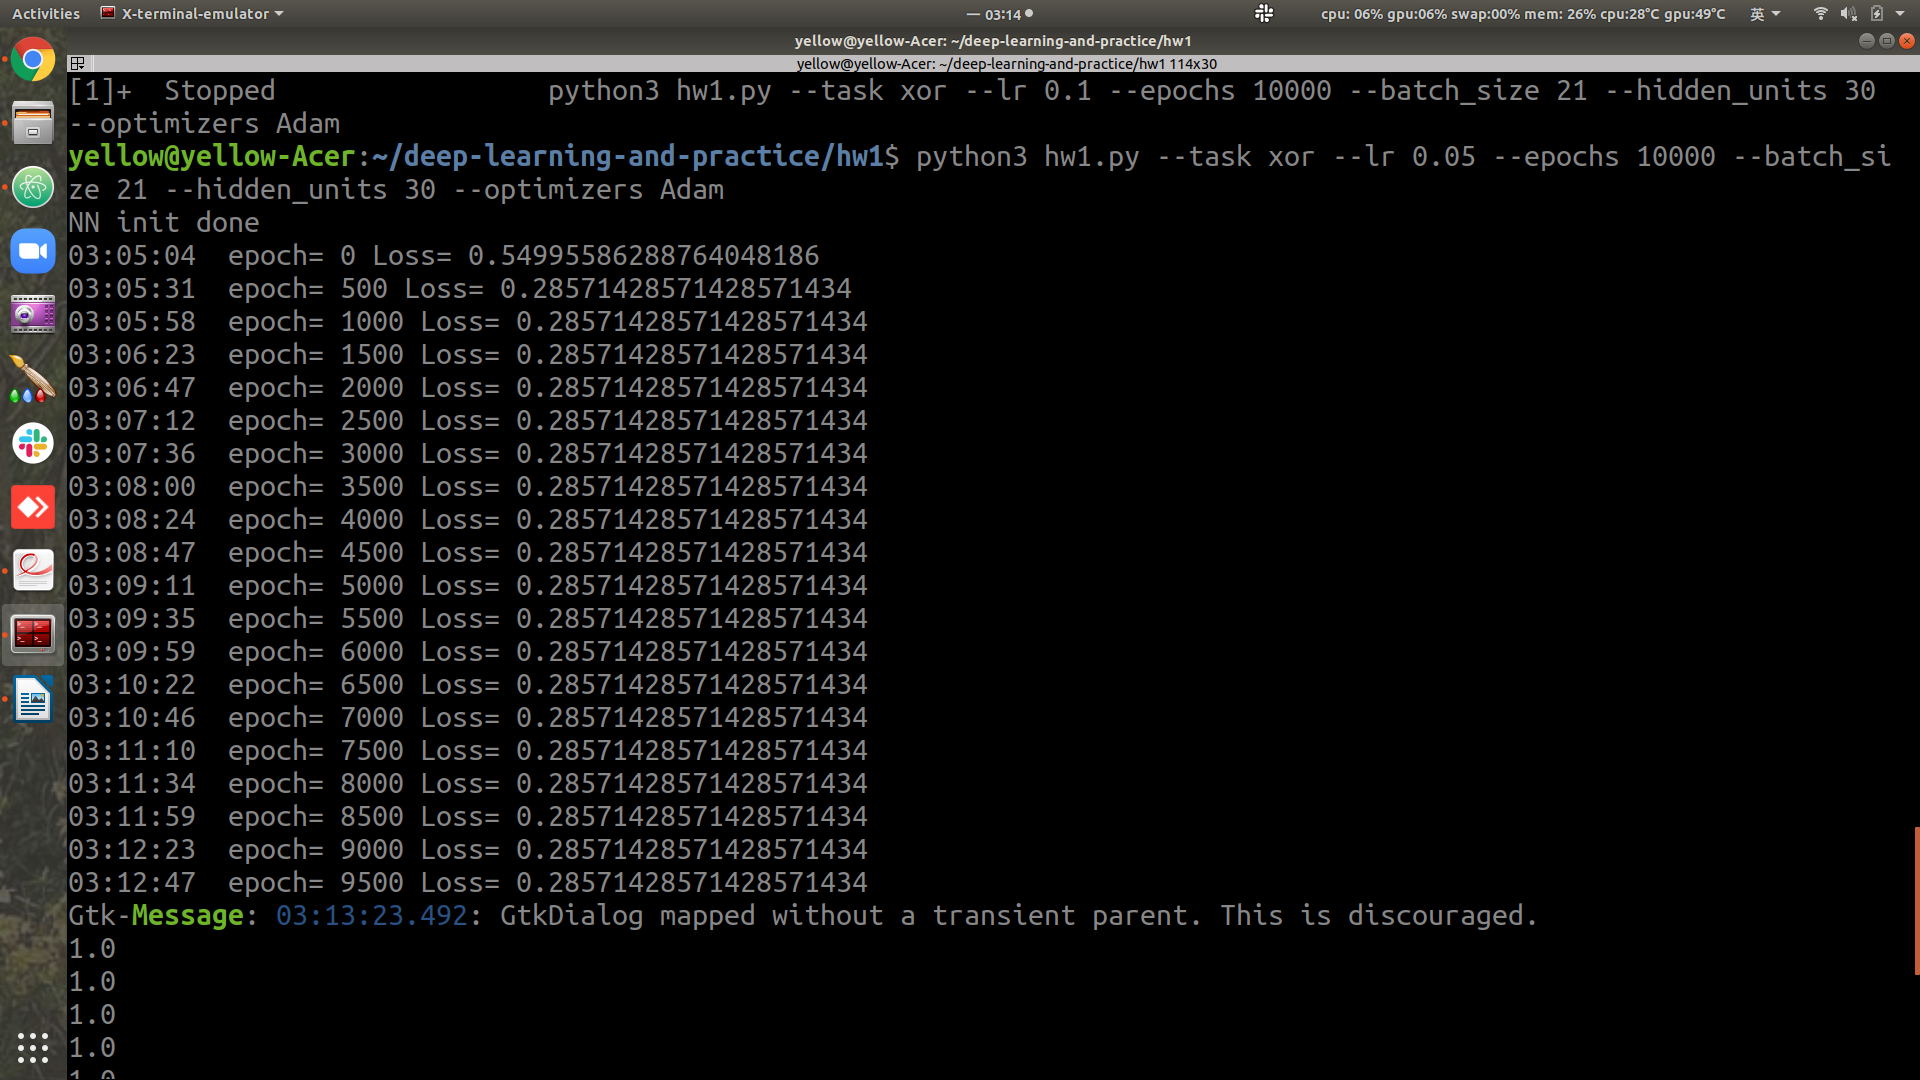 Activities X-terminal-emulator 一 03:14 cpu: 06% gpu:06% swap:00% mem: 26% cpu:28°C gpu:49°C 英
yellow@yellow-Acer: ~/deep-learning-and-practice/hw1
yellow@yellow-Acer: ~/deep-learning-and-practice/hw1 114x30
[1]+  Stopped                 python3 hw1.py --task xor --lr 0.1 --epochs 10000 --batch_size 21 --hidden_units 30
--optimizers Adam
yellow@yellow-Acer:~/deep-learning-and-practice/hw1$ python3 hw1.py --task xor --lr 0.05 --epochs 10000 --batch_si
ze 21 --hidden_units 30 --optimizers Adam
NN init done
03:05:04  epoch= 0 Loss= 0.54995586288764048186
03:05:31  epoch= 500 Loss= 0.28571428571428571434
03:05:58  epoch= 1000 Loss= 0.28571428571428571434
03:06:23  epoch= 1500 Loss= 0.28571428571428571434
03:06:47  epoch= 2000 Loss= 0.28571428571428571434
03:07:12  epoch= 2500 Loss= 0.28571428571428571434
03:07:36  epoch= 3000 Loss= 0.28571428571428571434
03:08:00  epoch= 3500 Loss= 0.28571428571428571434
03:08:24  epoch= 4000 Loss= 0.28571428571428571434
03:08:47  epoch= 4500 Loss= 0.28571428571428571434
03:09:11  epoch= 5000 Loss= 0.28571428571428571434
03:09:35  epoch= 5500 Loss= 0.28571428571428571434
03:09:59  epoch= 6000 Loss= 0.28571428571428571434
03:10:22  epoch= 6500 Loss= 0.28571428571428571434
03:10:46  epoch= 7000 Loss= 0.28571428571428571434
03:11:10  epoch= 7500 Loss= 0.28571428571428571434
03:11:34  epoch= 8000 Loss= 0.28571428571428571434
03:11:59  epoch= 8500 Loss= 0.28571428571428571434
03:12:23  epoch= 9000 Loss= 0.28571428571428571434
03:12:47  epoch= 9500 Loss= 0.28571428571428571434
Gtk-Message: 03:13:23.492: GtkDialog mapped without a transient parent. This is discouraged.
1.0
1.0
1.0
1.0
1.0